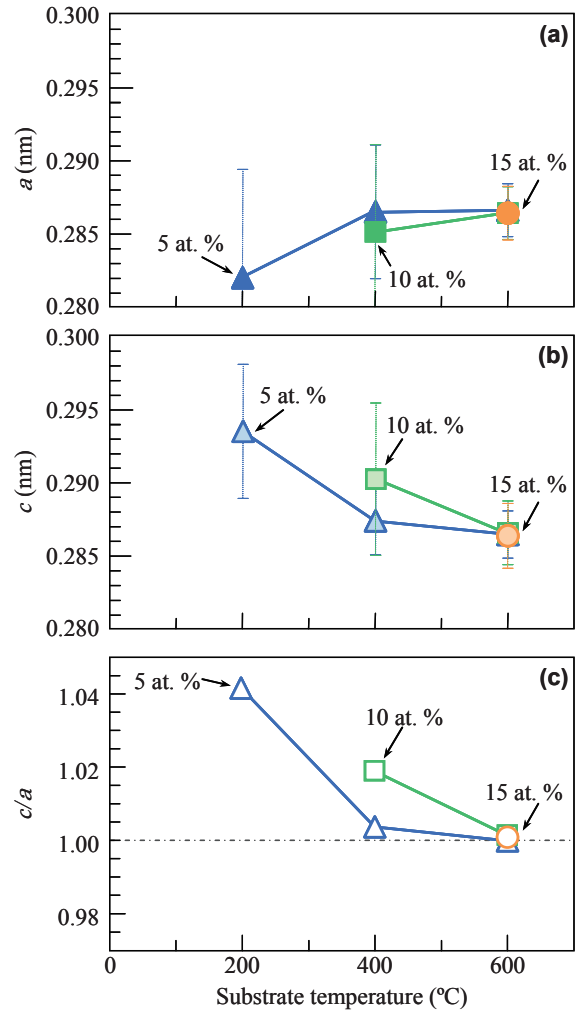 0.300
(a)
0.295
0.290
15 at. %
a (nm)
0.285
5 at. %
10 at. %
0.280
0.300
(b)
0.295
5 at. %
10 at. %
0.290
15 at. %
c (nm)
0.285
0.280
5 at. %
(c)
1.04
10 at. %
1.02
15 at. %
c/a
1.00
0.98
0 200 400 600
Substrate temperature (ºC)